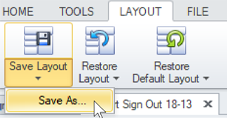 HOME TOOLS LAYOUT FILE
Save Layout
Restore Layout
Restore Default Layout
Save As...
Sign Out 18-13